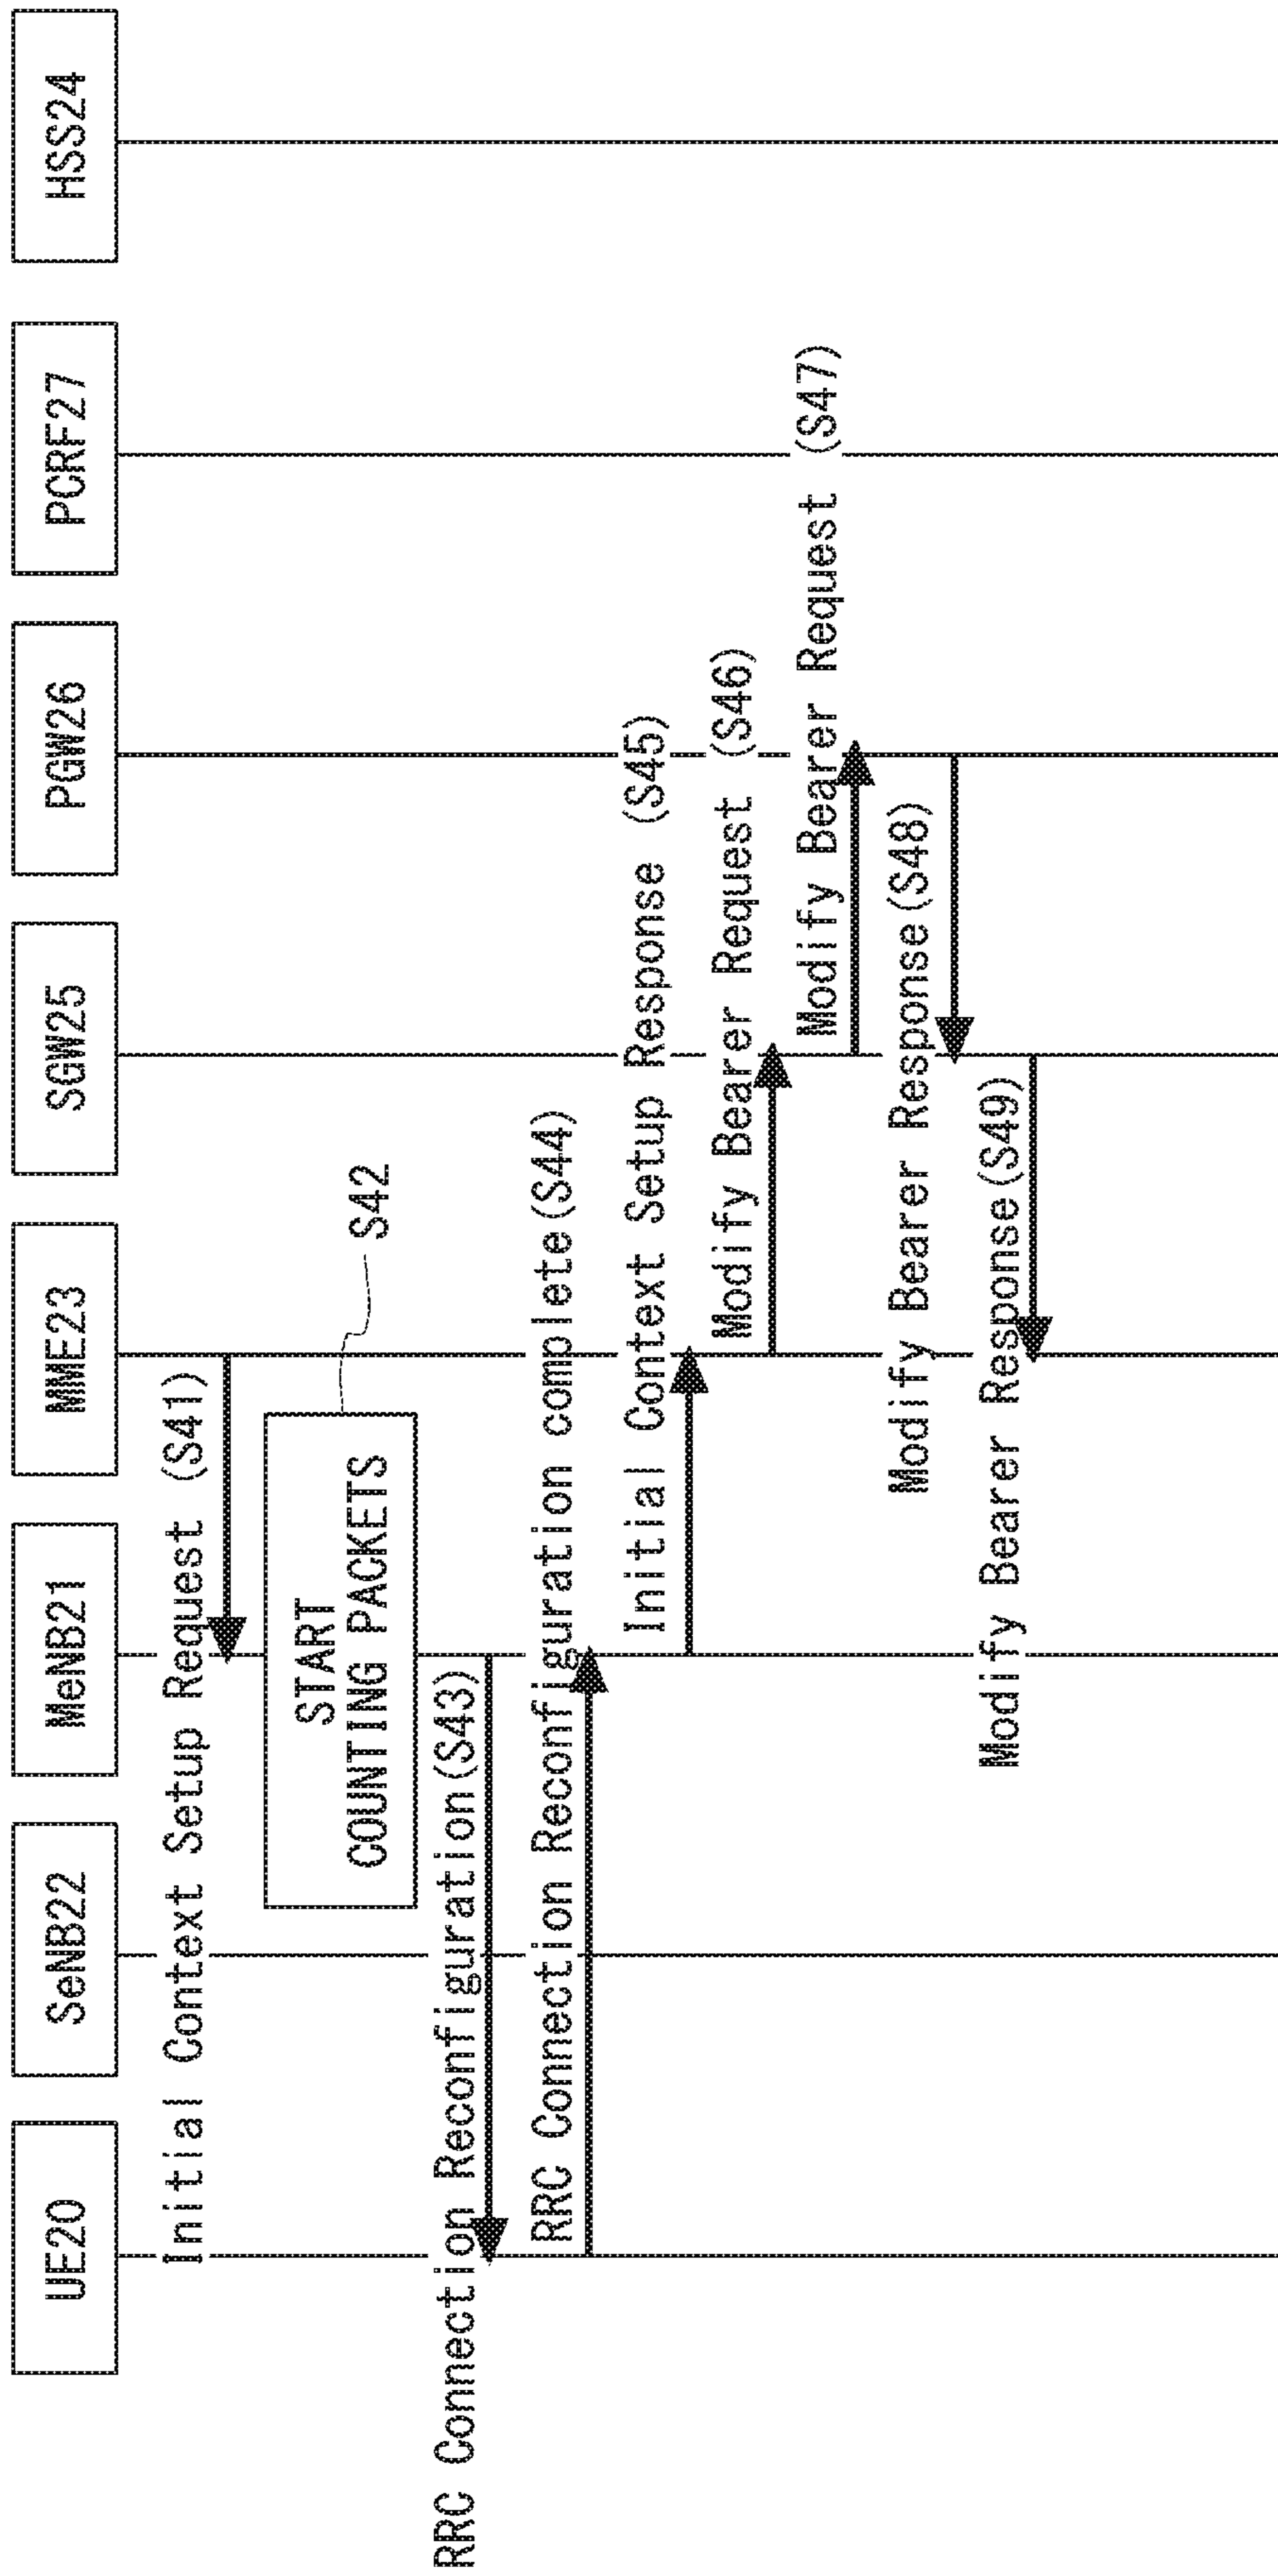 UE20
SeNB22
MeNB21
MME23
SGW25
PGW26
PCRF27
HSS24
Initial Context Setup Request (S41)
START
COUNTING PACKETS
S42
RRC Connection Reconfiguration(S43)
RRC Connection Reconfiguration complete(S44)
Initial Context Setup Response (S45)
Modify Bearer Request (S46)
Modify Bearer Request (S47)
Modify Bearer Response(S48)
Modify Bearer Response(S49)